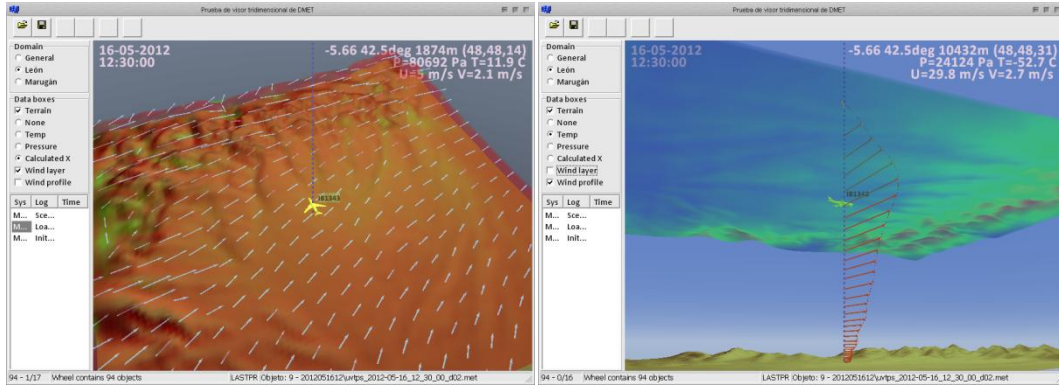 Prueba de visor tridimensional de DMET
Domain
General
León
Marugán
Data boxes
Terrain
None
Temp
Pressure
Calculated X
Wind layer
Wind profile
Sys Log Time
M... Sce...
M... Loa...
M... Init...
16-05-2012
12:30:00
-5.66 42.5deg 1874m (48,48,14)
P=80692 Pa T=11.9 C
U=5 m/s V=2.1 m/s
IB1343
94 - 1/17 Wheel contains 94 objects LASTPR Objeto: 9 - 2012051612\uvtps_2012-05-16_12_30_00_d02.met
Prueba de visor tridimensional de DMET
Domain
General
León
Marugán
Data boxes
Terrain
None
Temp
Pressure
Calculated X
Wind layer
Wind profile
Sys Log Time
M... Sce...
M... Loa...
M... Init...
16-05-2012
12:30:00
-5.66 42.5deg 10432m (48,48,31)
P=24124 Pa T=-52.7 C
U=29.8 m/s V=2.7 m/s
IB1343
94 - 0/16 Wheel contains 94 objects LASTPR Objeto: 9 - 2012051612\uvtps_2012-05-16_12_30_00_d02.met